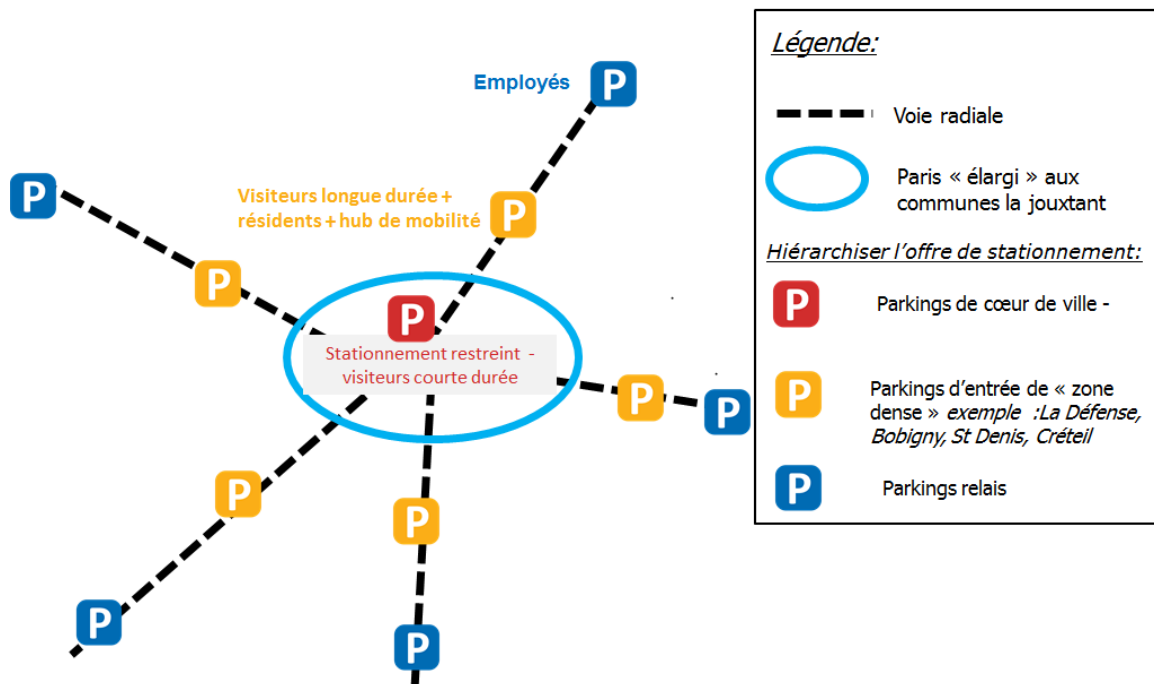 Employés
P
P
Visiteurs longue durée +
résidents + hub de mobilité
P
P
P
Stationnement restreint -
visiteurs courte durée
P
P
P
P
P
P
Légende:
Voie radiale
Paris « élargi » aux
communes la jouxtant
Hiérarchiser l’offre de stationnement:
P
Parkings de cœur de ville -
P
Parkings d’entrée de « zone
dense » exemple :La Défense,
Bobigny, St Denis, Créteil
P
Parkings relais